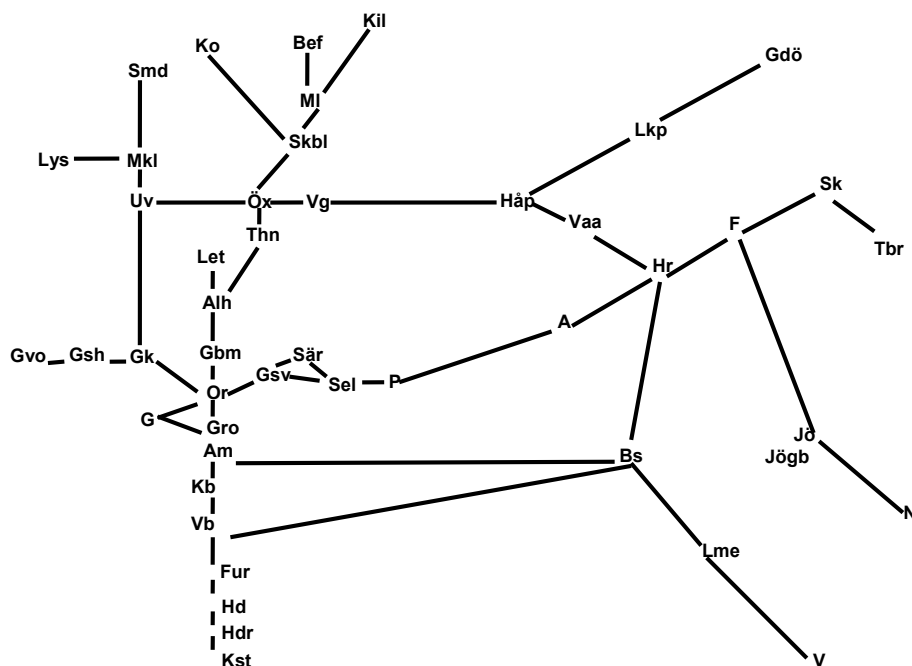 Kil
Ko
Bef
Gdö
Smd
Ml
Lkp
Skbl
Lys
Mkl
Sk
Uv
Öx
Vg
Håp
Vaa
F
Thn
Tbr
Let
Hr
Alh
A
Gvo
Gsh
Gk
Gbm
Sär
Gsv
Sel
P
Or
G
Gro
Jö
Am
Jögb
Bs
Kb
N
Vb
Lme
Fur
Hd
Hdr
Kst
V